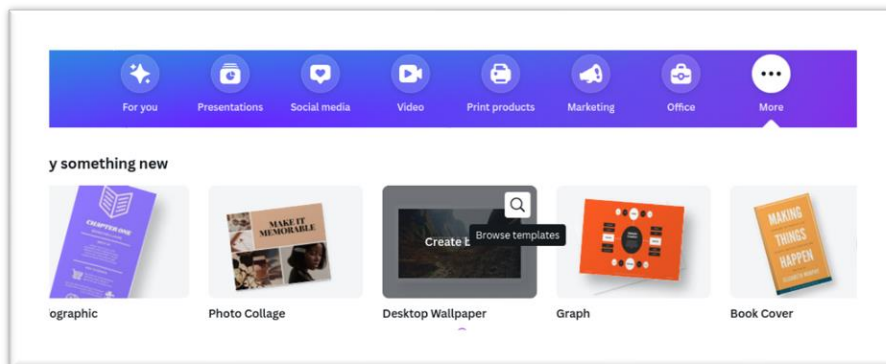 For you Presentations Social media Video Print products Marketing Office More
y something new
CHAPTER ONE
MAKE IT
MEMORABLE
Create b
Browse templates
MAKING
THINGS
HAPPEN
ographic Photo Collage Desktop Wallpaper Graph Book Cover